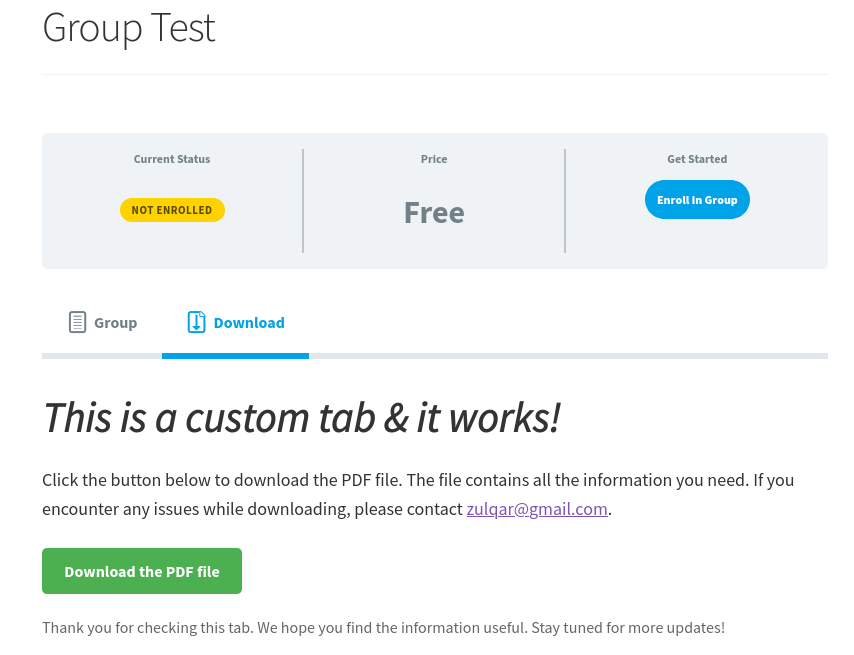 Group Test
Current Status
Price
Get Started
NOT ENROLLED
Free
Enroll in Group
Group
Download
This is a custom tab & it works!
Click the button below to download the PDF file. The file contains all the information you need. If you
encounter any issues while downloading, please contact zulqar@gmail.com.
Download the PDF file
Thank you for checking this tab. We hope you find the information useful. Stay tuned for more updates!